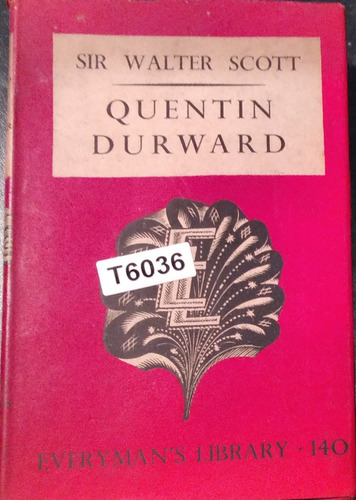 SIR WALTER SCOTT
QUENTIN
DURWARD
T6036
EVERYMAN'S LIBRARY · 140